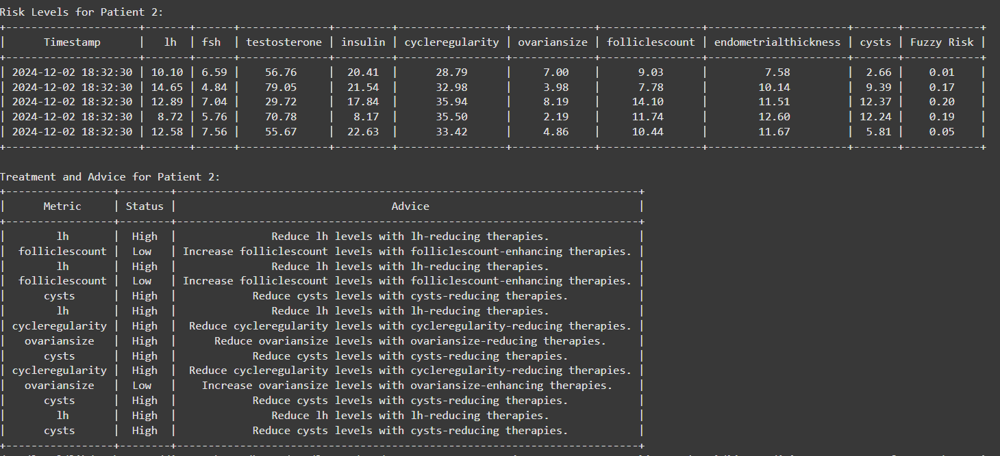 Risk Levels for Patient 2:
+---------------------+-------+------+--------------+---------+-----------------+-------------+----------------+----------------------+-------+------------+
| Timestamp | lh | fsh | testosterone | insulin | cycleregularity | ovariansize | folliclescount | endometrialthickness | cysts | Fuzzy Risk |
+---------------------+-------+------+--------------+---------+-----------------+-------------+----------------+----------------------+-------+------------+
| 2024-12-02 18:32:30 | 10.10 | 6.59 | 56.76 | 20.41 | 28.79 | 7.00 | 9.03 | 7.58 | 2.66 | 0.01 |
| 2024-12-02 18:32:30 | 14.65 | 4.84 | 79.05 | 21.54 | 32.98 | 3.98 | 7.78 | 10.14 | 9.39 | 0.17 |
| 2024-12-02 18:32:30 | 12.89 | 7.04 | 29.72 | 17.84 | 35.94 | 8.19 | 14.10 | 11.51 | 12.37 | 0.20 |
| 2024-12-02 18:32:30 | 8.72 | 5.76 | 70.78 | 8.17 | 35.50 | 2.19 | 11.74 | 12.60 | 12.24 | 0.19 |
| 2024-12-02 18:32:30 | 12.58 | 7.56 | 55.67 | 22.63 | 33.42 | 4.86 | 10.44 | 11.67 | 5.81 | 0.05 |
+---------------------+-------+------+--------------+---------+-----------------+-------------+----------------+----------------------+-------+------------+
Treatment and Advice for Patient 2:
+-----------------+--------+-------------------------------------------------------------------------+
| Metric | Status | Advice |
+-----------------+--------+-------------------------------------------------------------------------+
| lh | High | Reduce lh levels with lh-reducing therapies. |
| folliclescount | Low | Increase folliclescount levels with folliclescount-enhancing therapies. |
| lh | High | Reduce lh levels with lh-reducing therapies. |
| folliclescount | Low | Increase folliclescount levels with folliclescount-enhancing therapies. |
| cysts | High | Reduce cysts levels with cysts-reducing therapies. |
| lh | High | Reduce lh levels with lh-reducing therapies. |
| cycleregularity | High | Reduce cycleregularity levels with cycleregularity-reducing therapies. |
| ovariansize | High | Reduce ovariansize levels with ovariansize-reducing therapies. |
| cysts | High | Reduce cysts levels with cysts-reducing therapies. |
| cycleregularity | High | Reduce cycleregularity levels with cycleregularity-reducing therapies. |
| ovariansize | Low | Increase ovariansize levels with ovariansize-enhancing therapies. |
| cysts | High | Reduce cysts levels with cysts-reducing therapies. |
| lh | High | Reduce lh levels with lh-reducing therapies. |
| cysts | High | Reduce cysts levels with cysts-reducing therapies. |
+-----------------+--------+-------------------------------------------------------------------------+